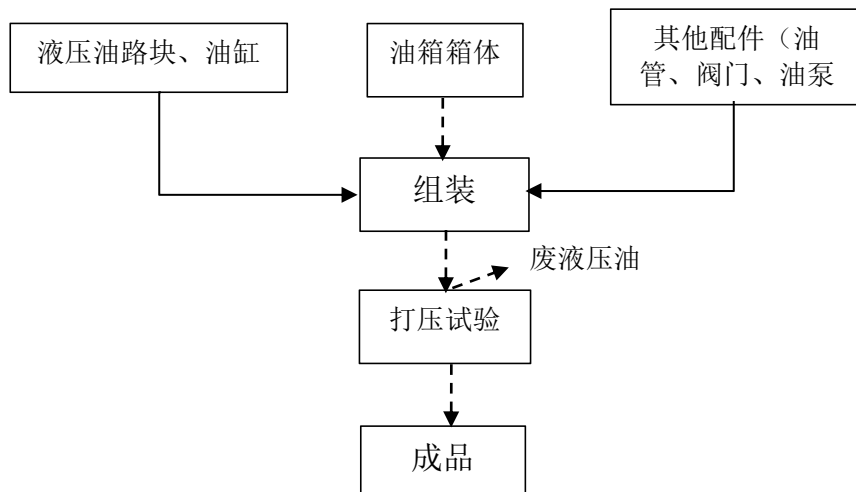 液压油路块、油缸
油箱箱体
其他配件（油
管、阀门、油泵
组装
废液压油
打压试验
成品